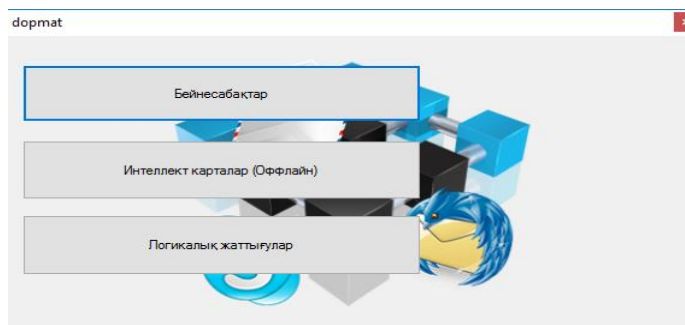 dopmat
Бейнесабақтар
Интеллект карталар (Оффлайн)
Логикалық жаттығулар